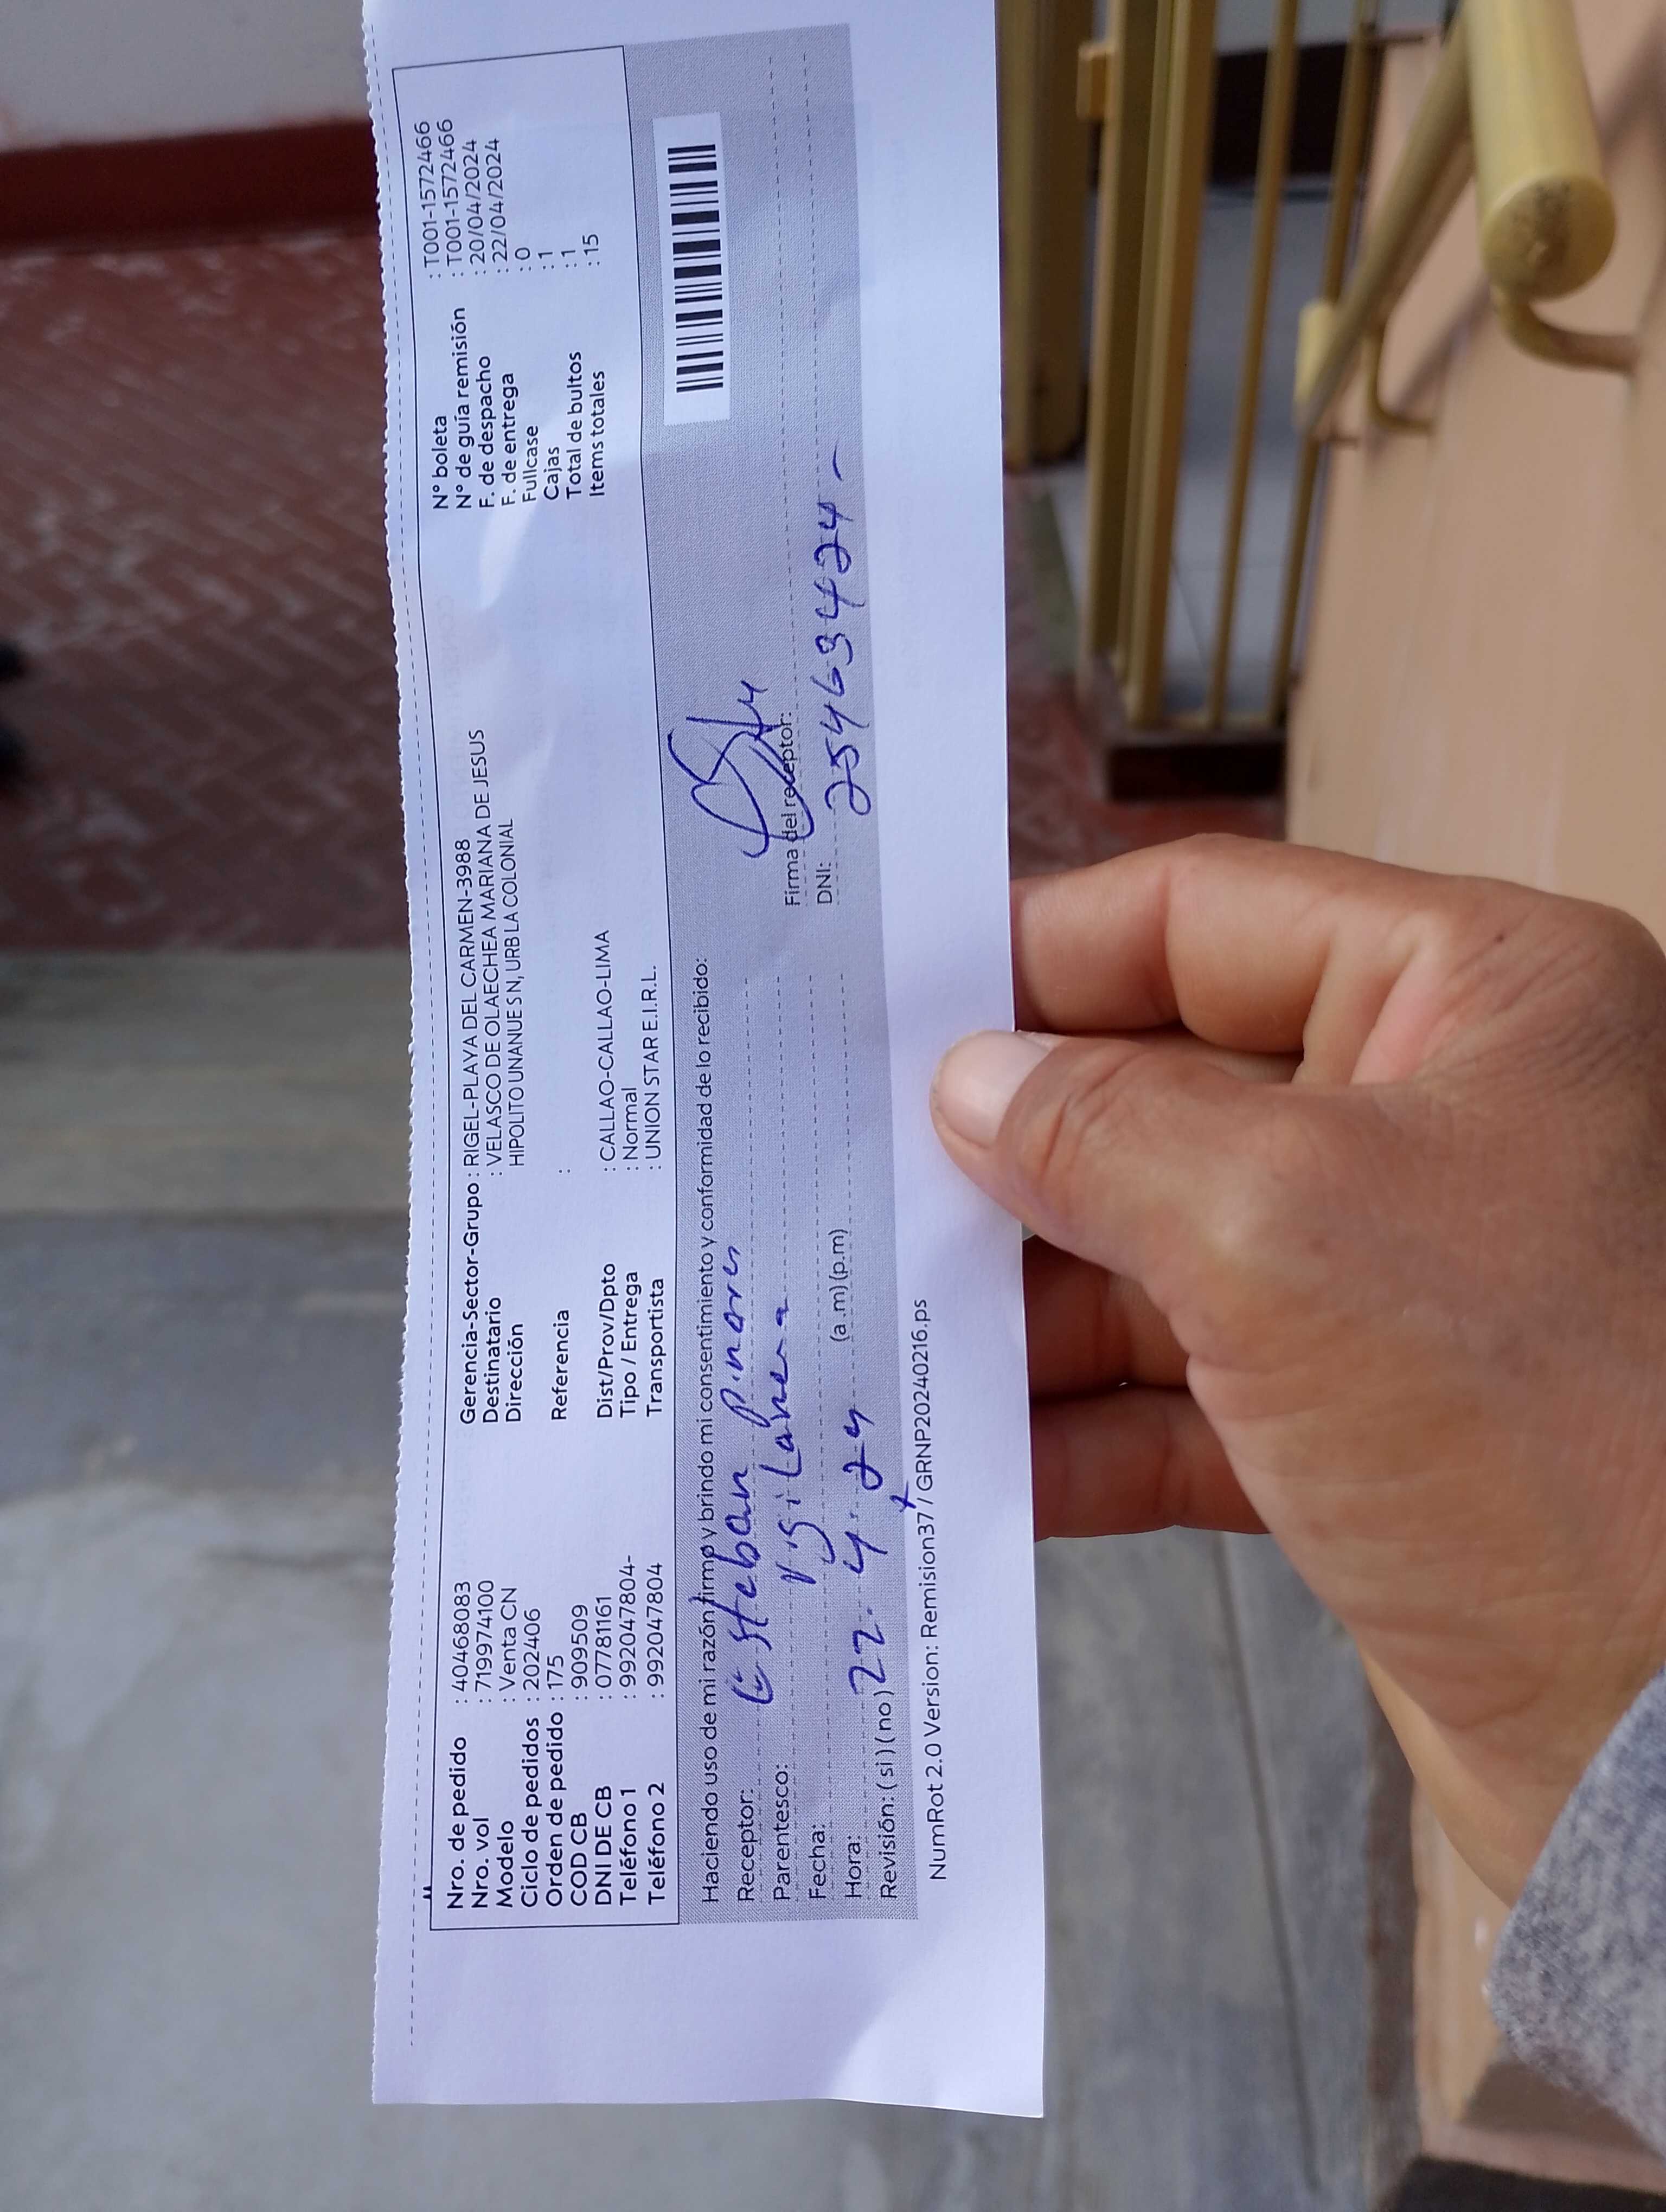 Nro. de pedido : 40468083
Nro. vol : 719974100
Modelo : Venta CN
Ciclo de pedidos : 202406
Orden de pedido : 175
COD CB : 909509
DNI DE CB : 07781161
Teléfono 1 : 992047804-
Teléfono 2 : 992047804
Gerencia-Sector-Grupo : RIGEL-PLAYA DEL CARMEN-3988
Destinatario : VELASCO DE OLAECHEA MARIANA DE JESUS
Dirección HIPOLITO UNANUE S N, URB LA COLONIAL
Referencia :
Dist/Prov/Dpto : CALLAO-CALLAO-LIMA
Tipo / Entrega : Normal
Transportista : UNION STAR E.I.R.L.
N° boleta : T001-1572466
N° de guía remisión : T001-1572466
F. de despacho : 20/04/2024
F. de entrega : 22/04/2024
Fullcase : 0
Cajas : 1
Total de bultos : 1
Items totales : 15
Haciendo uso de mi razón firmo y brindo mi consentimiento y conformidad de lo recibido:
Receptor: Esteban
Parentesco:
Fecha: 22. 4. 24
Hora: (a .m) (p.m)
Revisión: ( si ) ( no )
Firma del receptor:
DNI: 25463424
NumRot 2.0 Version: Remision37 / GRNP20240216.ps